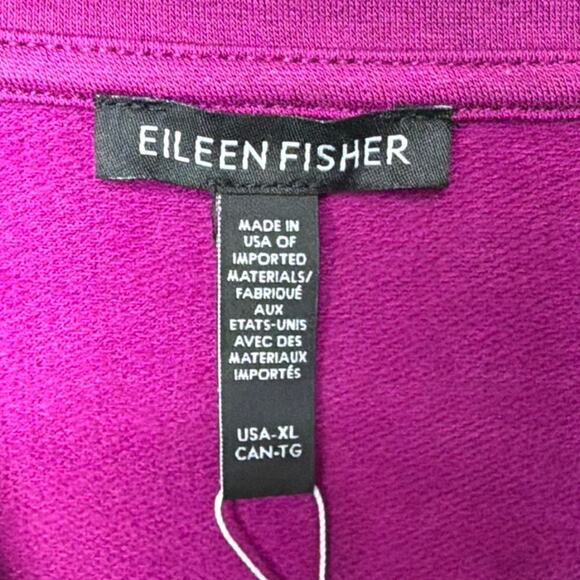 EILEEN FISHER
MADE IN
USA OF
IMPORTED
MATERIALS/
FABRIQUÉ
AUX
ETATS-UNIS
AVEC DES
MATERIAUX
IMPORTÉS
USA-XL
CAN-TG